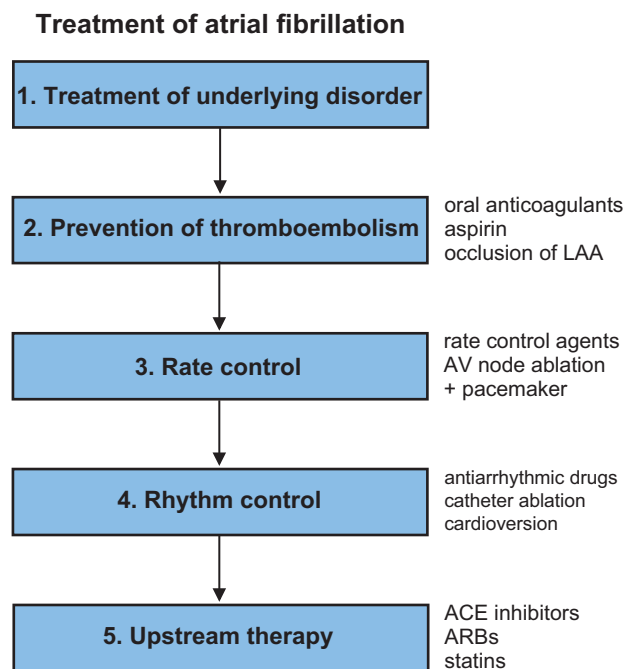 Treatment of atrial fibrillation
1. Treatment of underlying disorder
2. Prevention of thromboembolism
oral anticoagulants
aspirin
occlusion of LAA
3. Rate control
rate control agents
AV node ablation
+ pacemaker
4. Rhythm control
antiarrhythmic drugs
catheter ablation
cardioversion
5. Upstream therapy
ACE inhibitors
ARBs
statins